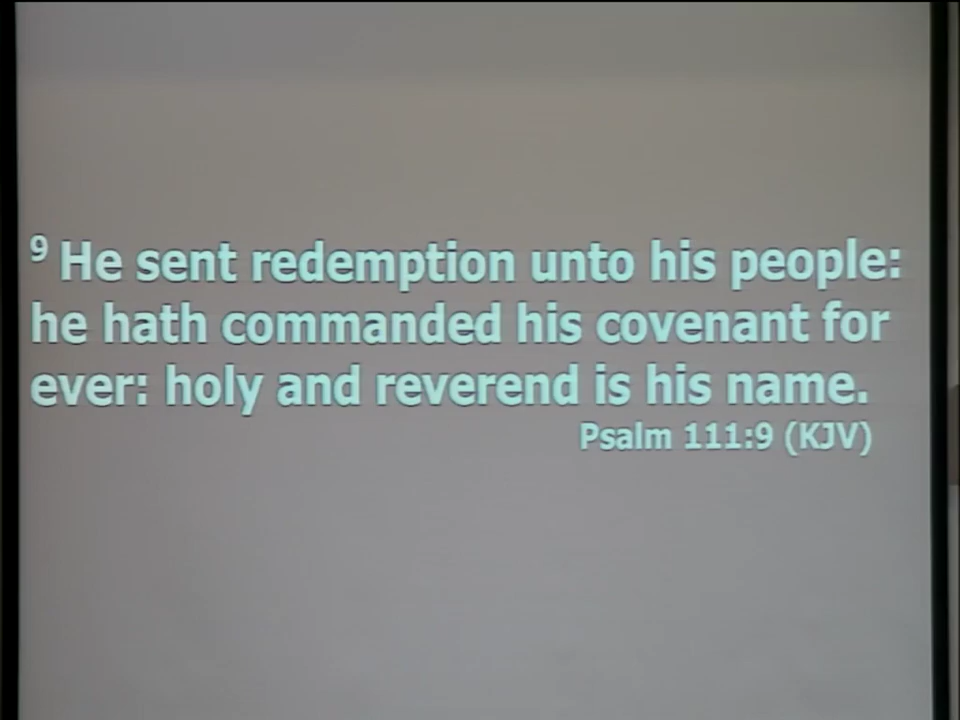 9 He sent redemption unto his people:
he hath commanded his covenant for
ever: holy and reverend is his name.
Psalm 111:9 (KJV)